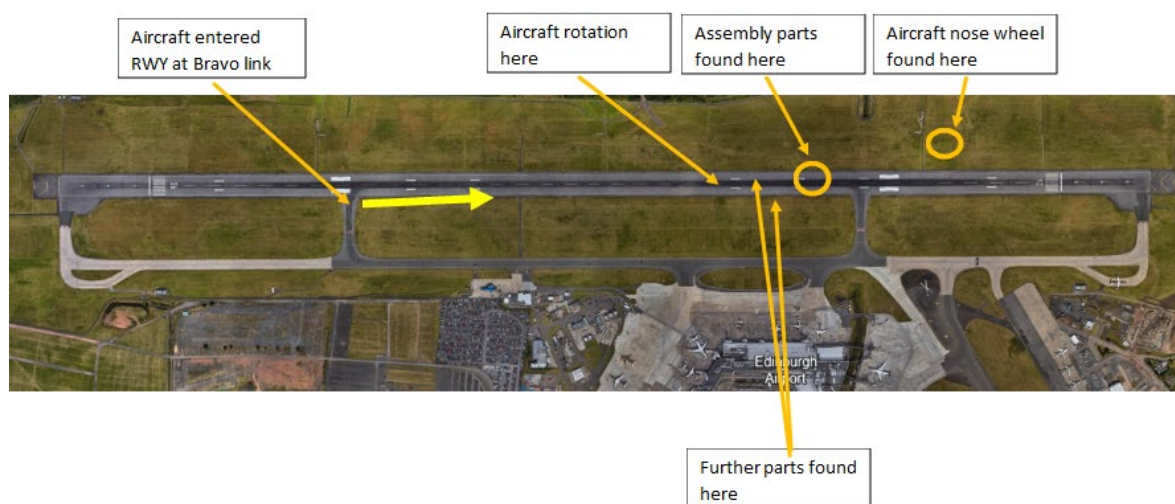 Aircraft entered
RWY at Bravo link
Aircraft rotation
here
Assembly parts
found here
Aircraft nose wheel
found here
Edinburgh
Airport
Further parts found
here